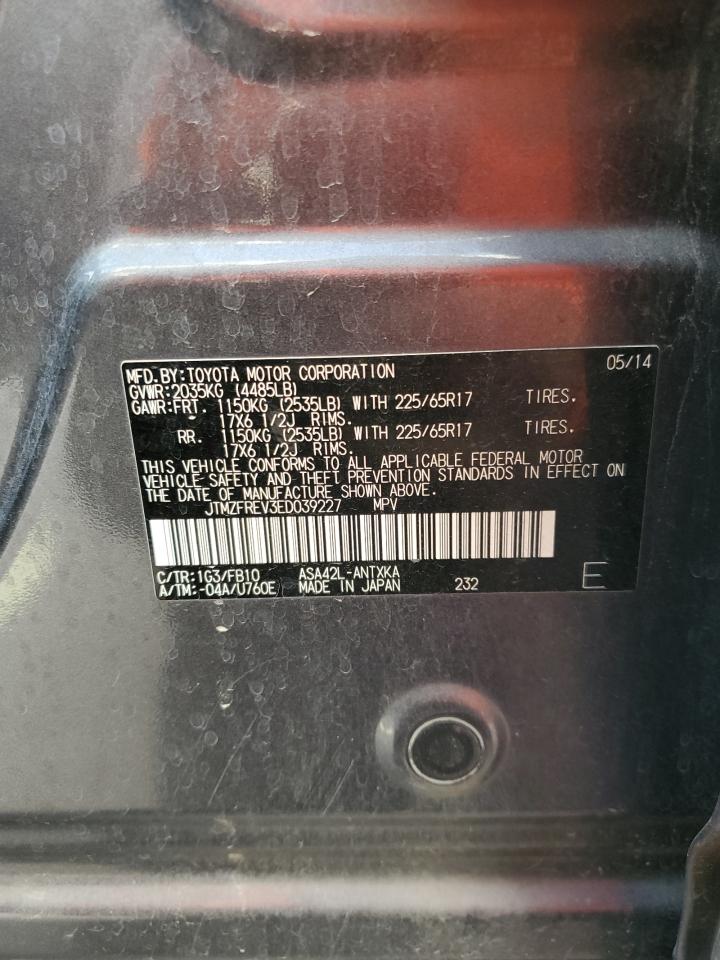 MFD.BY:TOYOTA MOTOR CORPORATION 05/14
GVWR:2035KG (4485LB)
GAWR:FRT. 1150KG (2535LB) WITH 225/65R17 TIRES.
17X6 1/2J RIMS.
RR. 1150KG (2535LB) WITH 225/65R17 TIRES.
17X6 1/2J RIMS.
THIS VEHICLE CONFORMS TO ALL APPLICABLE FEDERAL MOTOR
VEHICLE SAFETY AND THEFT PREVENTION STANDARDS IN EFFECT ON
THE DATE OF MANUFACTURE SHOWN ABOVE.
JTMZFREV3ED039227 MPV
C/TR:1G3/FB10 ASA42L-ANTXKA
A/TM:-04A/U760E MADE IN JAPAN 232 E